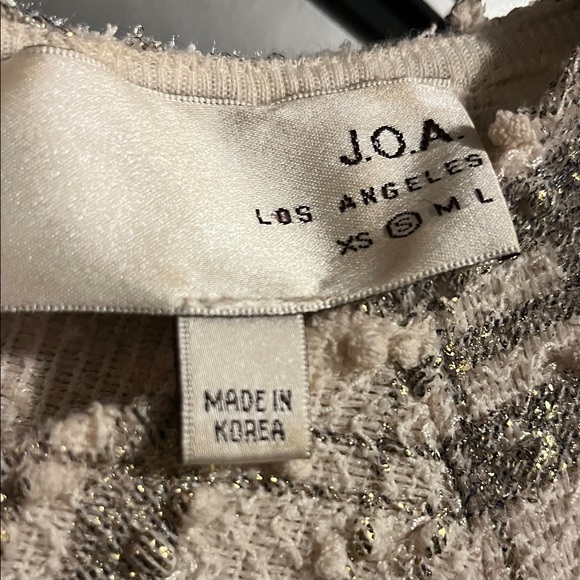 J.O.A.
LOS ANGELES
XS S M L
MADE IN
KOREA